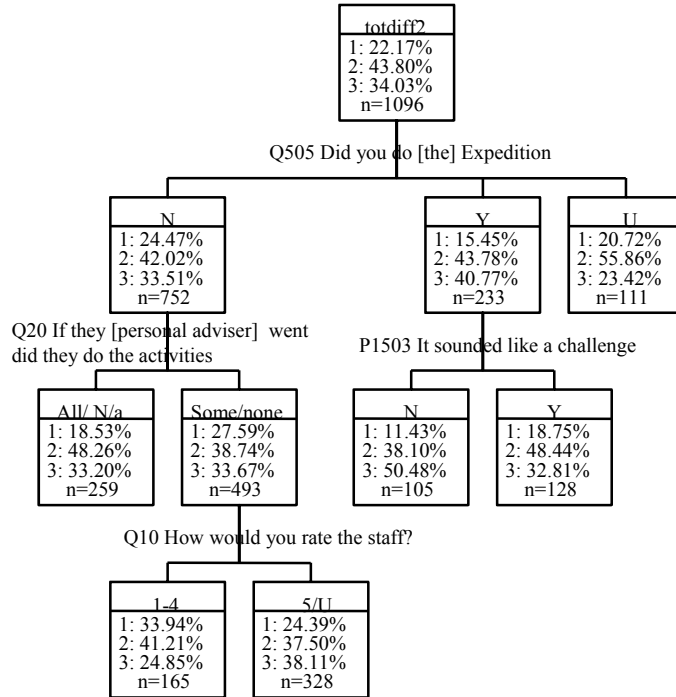 totdiff2
1: 22.17%
2: 43.80%
3: 34.03%
n=1096
Q505 Did you do [the] Expedition
N
1: 24.47%
2: 42.02%
3: 33.51%
n=752
Y
1: 15.45%
2: 43.78%
3: 40.77%
n=233
U
1: 20.72%
2: 55.86%
3: 23.42%
n=111
Q20 If they [personal adviser] went
did they do the activities
P1503 It sounded like a challenge
All/ N/a
1: 18.53%
2: 48.26%
3: 33.20%
n=259
Some/none
1: 27.59%
2: 38.74%
3: 33.67%
n=493
N
1: 11.43%
2: 38.10%
3: 50.48%
n=105
Y
1: 18.75%
2: 48.44%
3: 32.81%
n=128
Q10 How would you rate the staff?
1-4
1: 33.94%
2: 41.21%
3: 24.85%
n=165
5/U
1: 24.39%
2: 37.50%
3: 38.11%
n=328